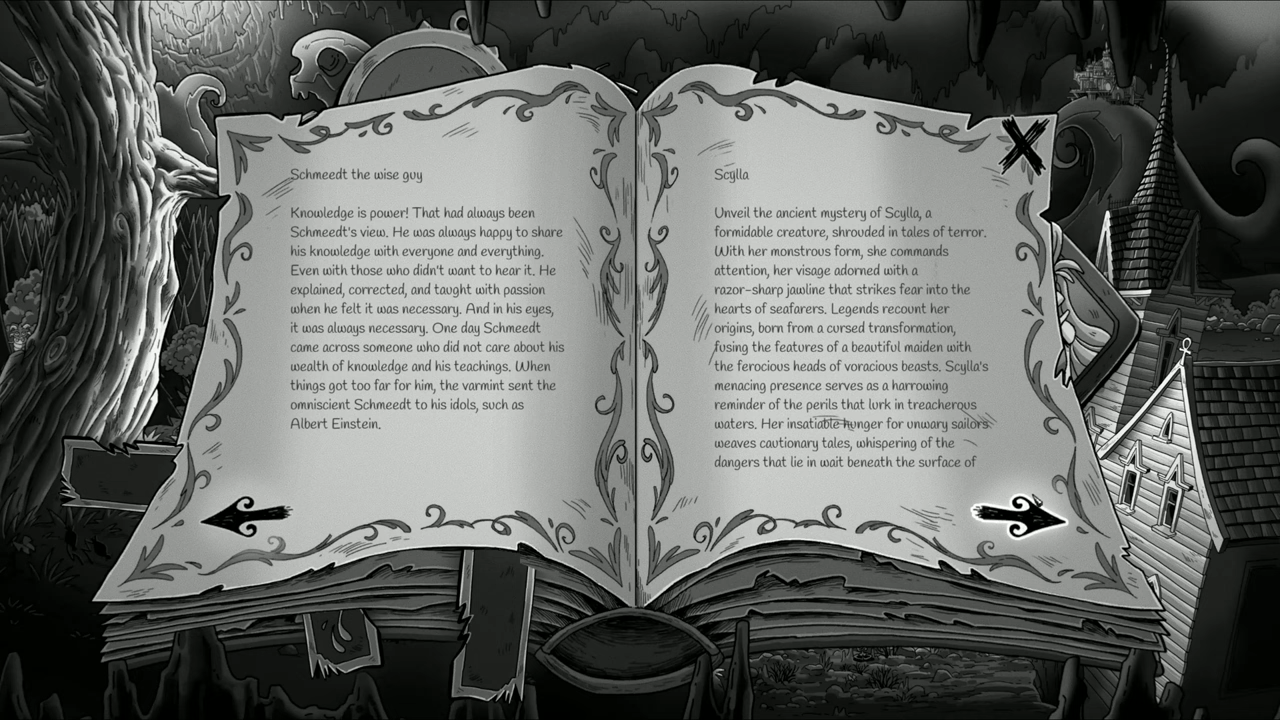 Schmeedt the wise guy
Knowledge is power! That had always been
Schmeedt's view. He was always happy to share
his knowledge with everyone and everything.
Even with those who didn't want to hear it. He
explained, corrected, and taught with passion
when he felt it was necessary. And in his eyes,
it was always necessary. One day Schmeedt
came across someone who did not care about his
wealth of knowledge and his teachings. When
things got too far for him, the varmint sent the
omniscient Schmeedt to his idols, such as
Albert Einstein.
Scylla
Unveil the ancient mystery of Scylla, a
formidable creature, shrouded in tales of terror.
With her monstrous form, she commands
attention, her visage adorned with a
razor-sharp jawline that strikes fear into the
hearts of seafarers. Legends recount her
origins, born from a cursed transformation,
fusing the features of a beautiful maiden with
the ferocious heads of voracious beasts. Scylla's
menacing presence serves as a harrowing
reminder of the perils that lurk in treacherous
waters. Her insatiable hunger for unwary sailors
weaves cautionary tales, whispering of the
dangers that lie in wait beneath the surface of